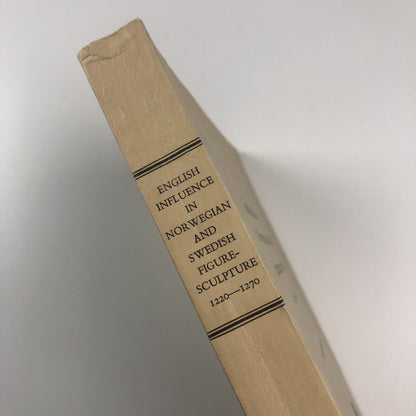 ENGLISH
INFLUENCE
IN
NORWEGIAN
AND
SWEDISH
FIGURE-
SCULPTURE
1220—1270